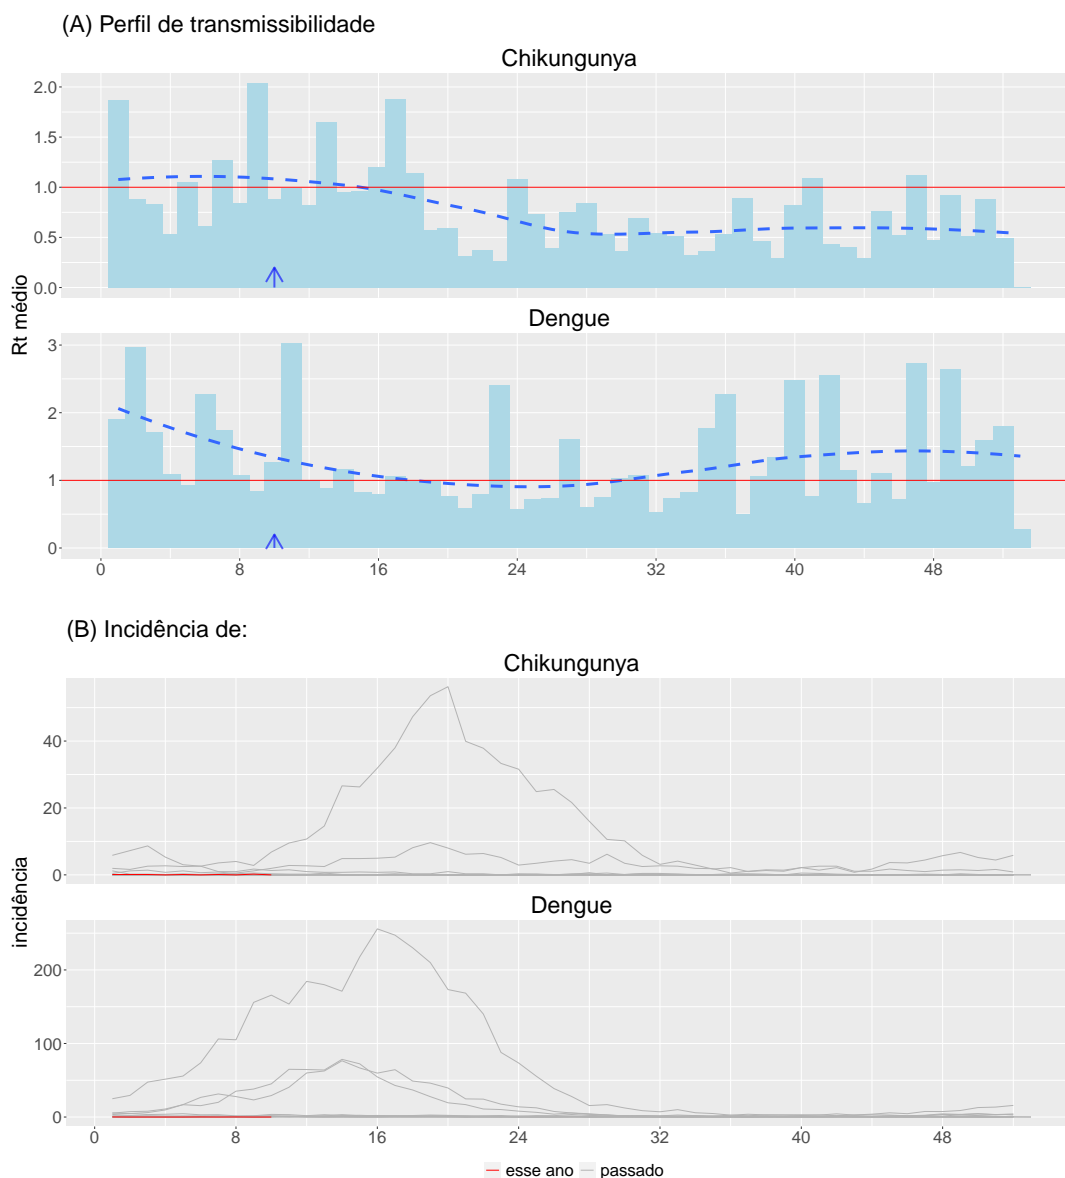 (A) Perfil de transmissibilidade
Chikungunya
2.0
1.5
1.0
0.5
0.0
Dengue
3
2
1
0
Rt médio
0 8 16 24 32 40 48
(B) Incidência de:
Chikungunya
40
20
0
Dengue
200
100
0
incidência
0 8 16 24 32 40 48
esse ano passado